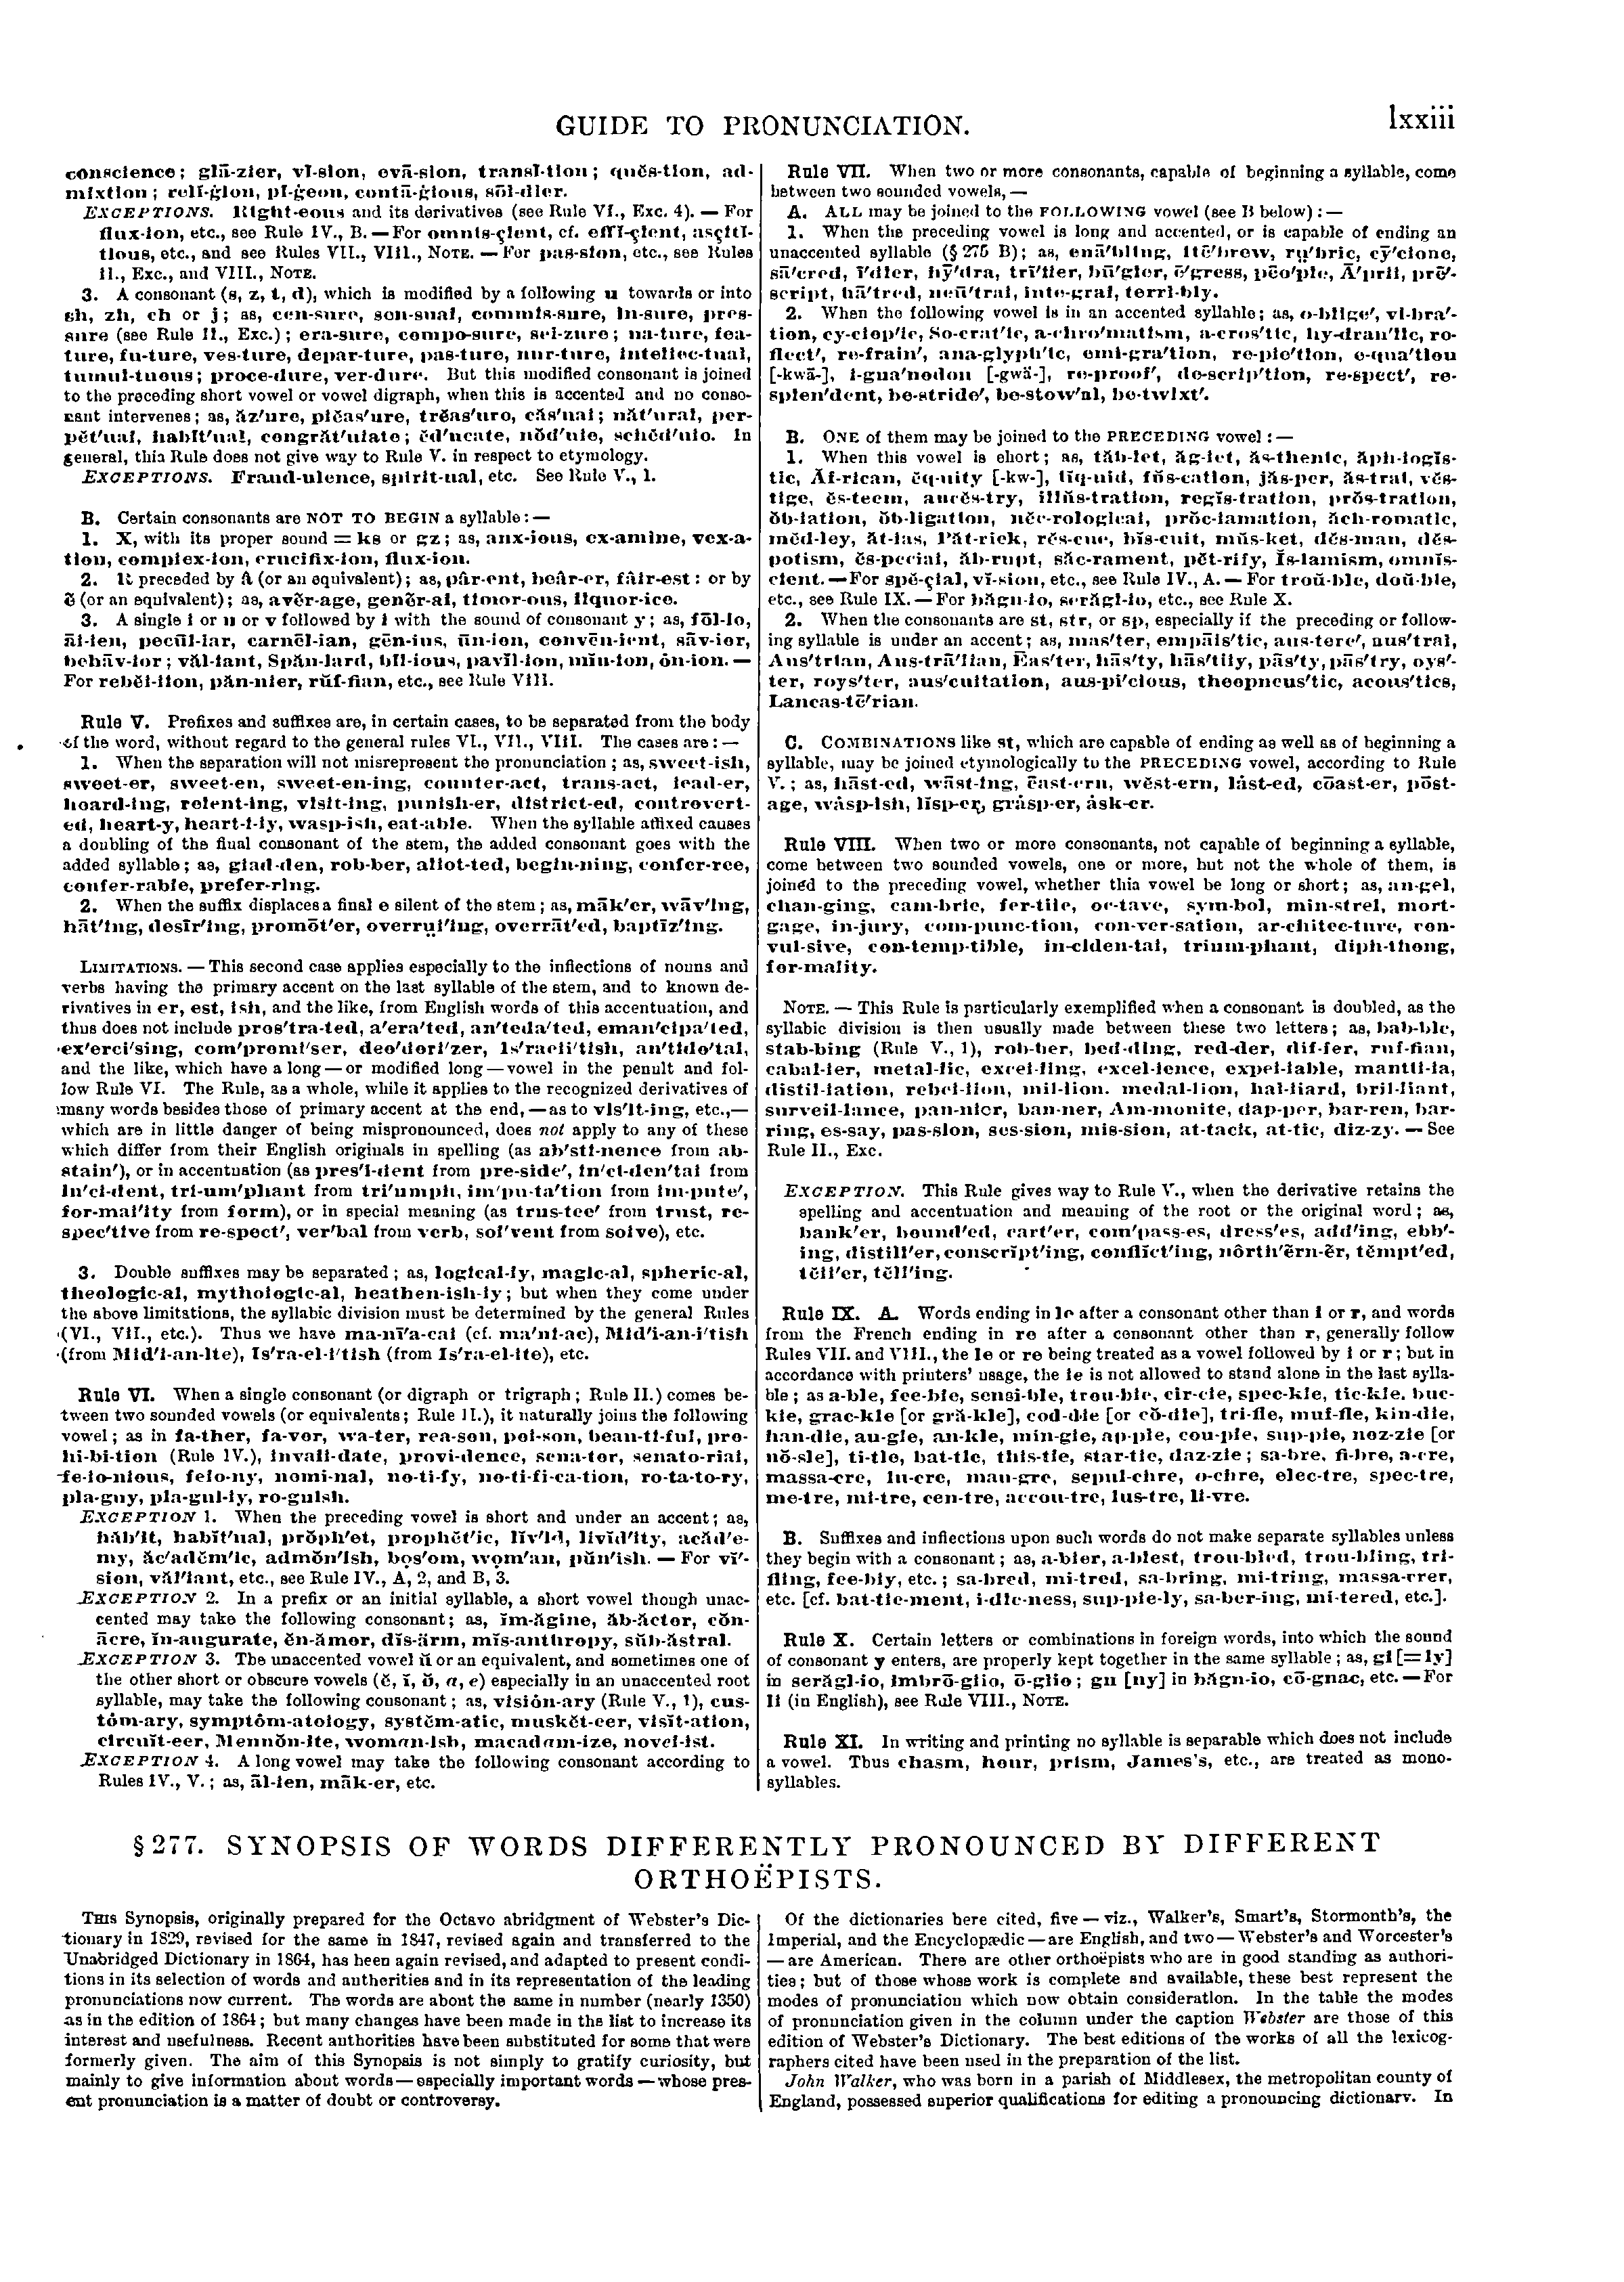 GUIDE TO PRONUNCIATION.
lxxiii
conscience; glā-zier, vĭ-sion, evā-sion, transĭ-tion; quĕs-tion, ad-
mixtion; relĭ-ġion, pĭ-ġeon, contā-ġious, sōl-dier.
EXCEPTIONS. Right-eous and its derivatives (see Rule VI., Exc. 4). — For
flux-ion, etc., see Rule IV., B. — For omnis-çient, cf. effĭ-çient, asçitĭ-
tious, etc., and see Rules VII., VIII., NOTE. — For pas-sion, etc., see Rules
II., Exc., and VIII., NOTE.
3. A consonant (s, z, t, d), which is modified by a following u towards or into
sh, zh, ch or j; as, cen-sure, sen-sual, commis-sure, in-sure, pres-
sure (see Rule II., Exc.); era-sure, compo-sure, sei-zure; na-ture, fea-
ture, fu-ture, ves-ture, depar-ture, pas-ture, nur-ture, intellec-tual,
tumul-tuous; proce-dure, ver-dure. But this modified consonant is joined
to the preceding short vowel or vowel digraph, when this is accented and no conso-
nant intervenes; as, ăz′ure, plĕas′ure, trĕas′ure, căs′ual; năt′ural, per-
pĕt′ual, habĭt′ual, congrăt′ulate; ĕd′ucate, nŏd′ule, schĕd′ule. In
general, this Rule does not give way to Rule V. in respect to etymology.
EXCEPTIONS. Fraud-ulence, spirit-ual, etc. See Rule V., 1.
B. Certain consonants are NOT TO BEGIN a syllable: —
1. X, with its proper sound = ks or gz; as, anx-ious, ex-amine, vex-a-
tion, complex-ion, crucifix-ion, flux-ion.
2. R preceded by â (or an equivalent); as, pâr-ent, beâr-er, fâir-est: or by
ẽ (or an equivalent); as, avẽr-age, genẽr-al, timor-ous, liquor-ice.
3. A single l or n or v followed by i with the sound of consonant y; as, fōl-io,
āl-ien, pecūl-iar, carnēl-ian, gēn-ius, ūn-ion, convēn-ient, sāv-ior,
behāv-ior; văl-iant, Spăn-iard, bĭl-ious, pavĭl-ion, mĭn-ion, ȯn-ion. —
For rebĕl-lion, păn-nier, rŭf-fian, etc., see Rule VIII.
Rule V. Prefixes and suffixes are, in certain cases, to be separated from the body
of the word, without regard to the general rules VI., VII., VIII. The cases are: —
1. When the separation will not misrepresent the pronunciation; as, sweet-ish,
sweet-er, sweet-en, sweet-en-ing, counter-act, trans-act, lead-er,
hoard-ing, relent-ing, visit-ing, punish-er, district-ed, controvert-
ed, heart-y, heart-i-ly, wasp-ish, eat-able. When the syllable affixed causes
a doubling of the final consonant of the stem, the added consonant goes with the
added syllable; as, glad-den, rob-ber, allot-ted, begin-ning, confer-ree,
confer-rable, prefer-ring.
2. When the suffix displaces a final e silent of the stem; as, māk′er, wāv′ing,
hāt′ing, desīr′ing, promōt′er, overrụl′ing, overrāt′ed, baptīz′ing.
LIMITATIONS. — This second case applies especially to the inflections of nouns and
verbs having the primary accent on the last syllable of the stem, and to known de-
rivatives in er, est, ish, and the like, from English words of this accentuation, and
thus does not include pros′tra-ted, a′era′ted, an′teda′ted, eman′cipa′ted,
ex′erci′sing, com′promi′ser, deo′dori′zer, Is′raeli′tish, an′tido′tal,
and the like, which have a long — or modified long — vowel in the penult and fol-
low Rule VI. The Rule, as a whole, while it applies to the recognized derivatives of
many words besides those of primary accent at the end, — as to vis′it-ing, etc., —
which are in little danger of being mispronounced, does not apply to any of these
which differ from their English originals in spelling (as ab′sti-nence from ab-
stain′), or in accentuation (as pres′i-dent from pre-side′, in′ci-den′tal from
in′ci-dent, tri-um′phant from tri′umph, im′pu-ta′tion from im-pute′,
for-mal′ity from form), or in special meaning (as trus-tee′ from trust, re-
spec′tive from re-spect′, ver′bal from verb, sol′vent from solve), etc.
3. Double suffixes may be separated; as, logical-ly, magic-al, spheric-al,
theologic-al, mythologic-al, heathen-ish-ly; but when they come under
the above limitations, the syllabic division must be determined by the general Rules
(VI., VII., etc.). Thus we have ma-nī′a-cal (cf. ma′ni-ac), Mid′i-an-i′tish
(from Mid′i-an-ite), Is′ra-el-i′tish (from Is′ra-el-ite), etc.
Rule VI. When a single consonant (or digraph or trigraph; Rule II.) comes be-
tween two sounded vowels (or equivalents; Rule II.), it naturally joins the following
vowel; as in fa-ther, fa-vor, wa-ter, rea-son, poi-son, beau-ti-ful, pro-
hi-bi-tion (Rule IV.), invali-date, provi-dence, sena-tor, senato-rial,
fe-lo-nious, felo-ny, nomi-nal, no-ti-fy, no-ti-fi-ca-tion, ro-ta-to-ry,
pla-guy, pla-gui-ly, ro-guish.
EXCEPTION 1. When the preceding vowel is short and under an accent; as,
hăb′it, habĭt′ual, prŏph′et, prophĕt′ic, lĭv′id, livĭd′ity, acăd′e-
my, ăc′adĕm′ic, admŏn′ish, bọs′om, wọm′an, pŭn′ish. — For vĭ′-
sion, văl′iant, etc., see Rule IV., A, 2, and B, 3.
EXCEPTION 2. In a prefix or an initial syllable, a short vowel though unac-
cented may take the following consonant; as, ĭm-ăgine, ăb-ăctor, cŏn-
ācre, ĭn-augurate, ĕn-ămor, dĭs-ärm, mĭs-anthropy, sŭb-ăstral.
EXCEPTION 3. The unaccented vowel ŭ or an equivalent, and sometimes one of
the other short or obscure vowels (ĕ, ĭ, ŏ, a, e) especially in an unaccented root
syllable, may take the following consonant; as, visiȯn-ary (Rule V., 1), cus-
tȯm-ary, symptȯm-atology, systĕm-atic, muskĕt-eer, visĭt-ation,
circuĭt-eer, Mennŏn-ite, woman-ish, macadam-ize, novel-ist.
EXCEPTION 4. A long vowel may take the following consonant according to
Rules IV., V.; as, āl-ien, māk-er, etc.
Rule VII. When two or more consonants, capable of beginning a syllable, come
between two sounded vowels, —
A. ALL may be joined to the FOLLOWING vowel (see B below): —
1. When the preceding vowel is long and accented, or is capable of ending an
unaccented syllable (§ 275 B); as, enā′bling, Hē′brew, rụ′bric, cȳ′clone,
sā′cred, ī′dler, hȳ′dra, trī′fler, bū′gler, ē′gress, pēo′ple, Ā′pril, prē′-
script, hā′tred, neū′tral, inte-gral, terri-bly.
2. When the following vowel is in an accented syllable; as, o-blige′, vi-bra′-
tion, cy-clop′ic, So-crat′ic, a-chro′matism, a-cros′tic, hy-drau′lic, re-
flect′, re-frain′, ana-glyph′ic, emi-gra′tion, re-ple′tion, e-qua′tion
[-kwā-], i-gua′nodon [-gwä-], re-proof′, de-scrip′tion, re-spect′, re-
splen′dent, be-stride′, be-stow′al, be-twixt′.
B. ONE of them may be joined to the PRECEDING vowel: —
1. When this vowel is short; as, tăb-let, ăg-let, ăs-thenic, ăph-logĭs-
tic, Ăf-rican, ĕq-uity [-kw-], lĭq-uid, fŭs-cation, jăs-per, ăs-tral, vĕs-
tige, ĕs-teem, ancĕs-try, illŭs-tration, regĭs-tration, prŏs-tration,
ŏb-lation, ŏb-ligation, nĕc-rological, prŏc-lamation, ăch-romatic,
mĕd-ley, ăt-las, Păt-rick, rĕs-cue, bĭs-cuit, mŭs-ket, dĕs-man, dĕs-
potism, ĕs-pecial, ăb-rupt, săc-rament, pĕt-rify, Ĭs-lamism, omnĭs-
cient. — For spĕ-çial, vĭ-sion, etc., see Rule IV., A. — For troŭ-ble, doŭ-ble,
etc., see Rule IX. — For băgn-io, serăgl-io, etc., see Rule X.
2. When the consonants are st, str, or sp, especially if the preceding or follow-
ing syllable is under an accent; as, mas′ter, empāis′tic, aus-tere′, aus′tral,
Aus′trian, Aus-trā′lian, Ēas′ter, hās′ty, hās′tily, pās′ty, pās′try, oys′-
ter, roys′ter, aus′cultation, aus-pi′cious, theopneus′tic, acous′tics,
Lancas-tē′rian.
C. COMBINATIONS like st, which are capable of ending as well as of beginning a
syllable, may be joined etymologically to the PRECEDING vowel, according to Rule
V.; as, hāst-ed, wāst-ing, ēast-ern, wĕst-ern, lȧst-ed, cōast-er, pōst-
age, wȧsp-ish, lĭsp-er, grȧsp-er, ȧsk-er.
Rule VIII. When two or more consonants, not capable of beginning a syllable,
come between two sounded vowels, one or more, but not the whole of them, is
joined to the preceding vowel, whether this vowel be long or short; as, an-gel,
chan-ging, cam-bric, fer-tile, oc-tave, sym-bol, min-strel, mort-
gage, in-jury, com-punc-tion, con-ver-sation, ar-chitec-ture, con-
vul-sive, con-temp-tible, in-ciden-tal, trium-phant, diph-thong,
for-mality.
NOTE. — This Rule is particularly exemplified when a consonant is doubled, as the
syllabic division is then usually made between these two letters; as, bab-ble,
stab-bing (Rule V., 1), rob-ber, bed-ding, red-der, dif-fer, ruf-fian,
cabal-ler, metal-lic, excel-ling, excel-lence, expel-lable, mantil-la,
distil-lation, rebel-lion, mil-lion, medal-lion, hal-liard, bril-liant,
surveil-lance, pan-nier, ban-ner, Am-monite, dap-per, bar-ren, bar-
ring, es-say, pas-sion, ses-sion, mis-sion, at-tack, at-tic, diz-zy. — See
Rule II., Exc.
EXCEPTION. This Rule gives way to Rule V., when the derivative retains the
spelling and accentuation and meaning of the root or the original word; as,
bank′er, bound′ed, cart′er, com′pass-es, dress′es, add′ing, ebb′-
ing, distill′er, conscrĭpt′ing, conflĭct′ing, nôrth′ẽrn-ẽr, tĕmpt′ed,
tĕll′er, tĕll′ing.
Rule IX. A. Words ending in le after a consonant other than l or r, and words
from the French ending in re after a consonant other than r, generally follow
Rules VII. and VIII., the le or re being treated as a vowel followed by l or r; but in
accordance with printers' usage, the le is not allowed to stand alone in the last sylla-
ble; as a-ble, fee-ble, sensi-ble, trou-ble, cir-cle, spec-kle, tic-kle, buc-
kle, grac-kle [or gră-kle], cod-dle [or cŏ-dle], tri-fle, muf-fle, kin-dle,
han-dle, au-gle, an-kle, min-gle, ap-ple, cou-ple, sup-ple, noz-zle [or
nŏ-sle], ti-tle, bat-tle, this-tle, star-tle, daz-zle; sa-bre, fi-bre, a-cre,
massa-cre, lu-cre, mau-gre, sepul-chre, o-chre, elec-tre, spec-tre,
me-tre, mi-tre, cen-tre, accou-tre, lus-tre, li-vre.
B. Suffixes and inflections upon such words do not make separate syllables unless
they begin with a consonant; as, a-bler, a-blest, trou-bled, trou-bling, tri-
fling, fee-bly, etc.; sa-bred, mi-tred, sa-bring, mi-tring, massa-crer,
etc. [cf. bat-tle-ment, i-dle-ness, sup-ple-ly, sa-ber-ing, mi-tered, etc.].
Rule X. Certain letters or combinations in foreign words, into which the sound
of consonant y enters, are properly kept together in the same syllable; as, gl [= ly]
in serăgl-io, imbrō-glio, ō-glio; gn [ny] in băgn-io, cō-gnac, etc. — For
ll (in English), see Rule VIII., NOTE.
Rule XI. In writing and printing no syllable is separable which does not include
a vowel. Thus chasm, hour, prism, James's, etc., are treated as mono-
syllables.
§ 277. SYNOPSIS OF WORDS DIFFERENTLY PRONOUNCED BY DIFFERENT
ORTHOËPISTS.
THIS Synopsis, originally prepared for the Octavo abridgment of Webster's Dic-
tionary in 1829, revised for the same in 1847, revised again and transferred to the
Unabridged Dictionary in 1864, has been again revised, and adapted to present condi-
tions in its selection of words and authorities and in its representation of the leading
pronunciations now current. The words are about the same in number (nearly 1350)
as in the edition of 1864; but many changes have been made in the list to increase its
interest and usefulness. Recent authorities have been substituted for some that were
formerly given. The aim of this Synopsis is not simply to gratify curiosity, but
mainly to give information about words — especially important words — whose pres-
ent pronunciation is a matter of doubt or controversy.
Of the dictionaries here cited, five — viz., Walker's, Smart's, Stormonth's, the
Imperial, and the Encyclopædic — are English, and two — Webster's and Worcester's
— are American. There are other orthoëpists who are in good standing as authori-
ties; but of those whose work is complete and available, these best represent the
modes of pronunciation which now obtain consideration. In the table the modes
of pronunciation given in the column under the caption Webster are those of this
edition of Webster's Dictionary. The best editions of the works of all the lexicog-
raphers cited have been used in the preparation of the list.
John Walker, who was born in a parish of Middlesex, the metropolitan county of
England, possessed superior qualifications for editing a pronouncing dictionary. In